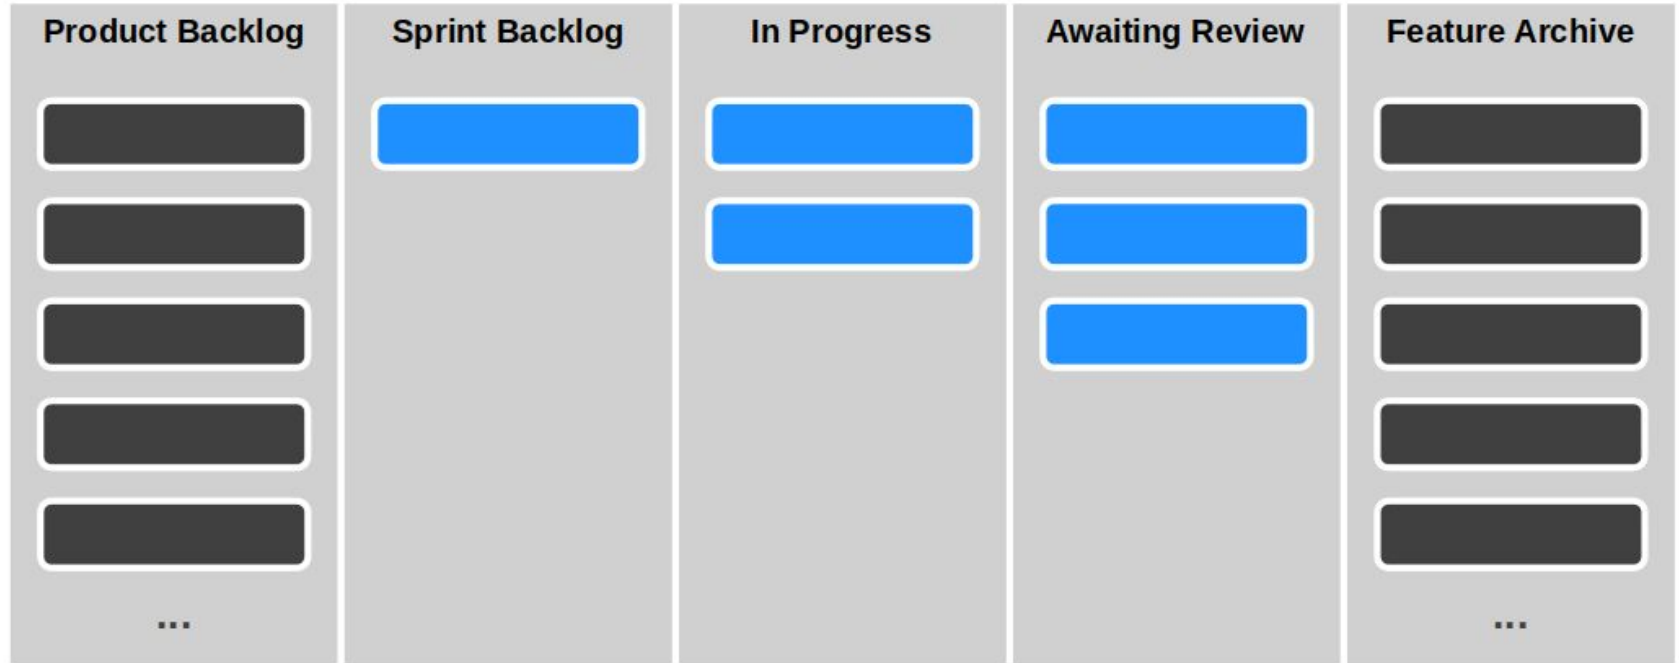 Product Backlog
Sprint Backlog
In Progress
Awaiting Review
Feature Archive
...
...